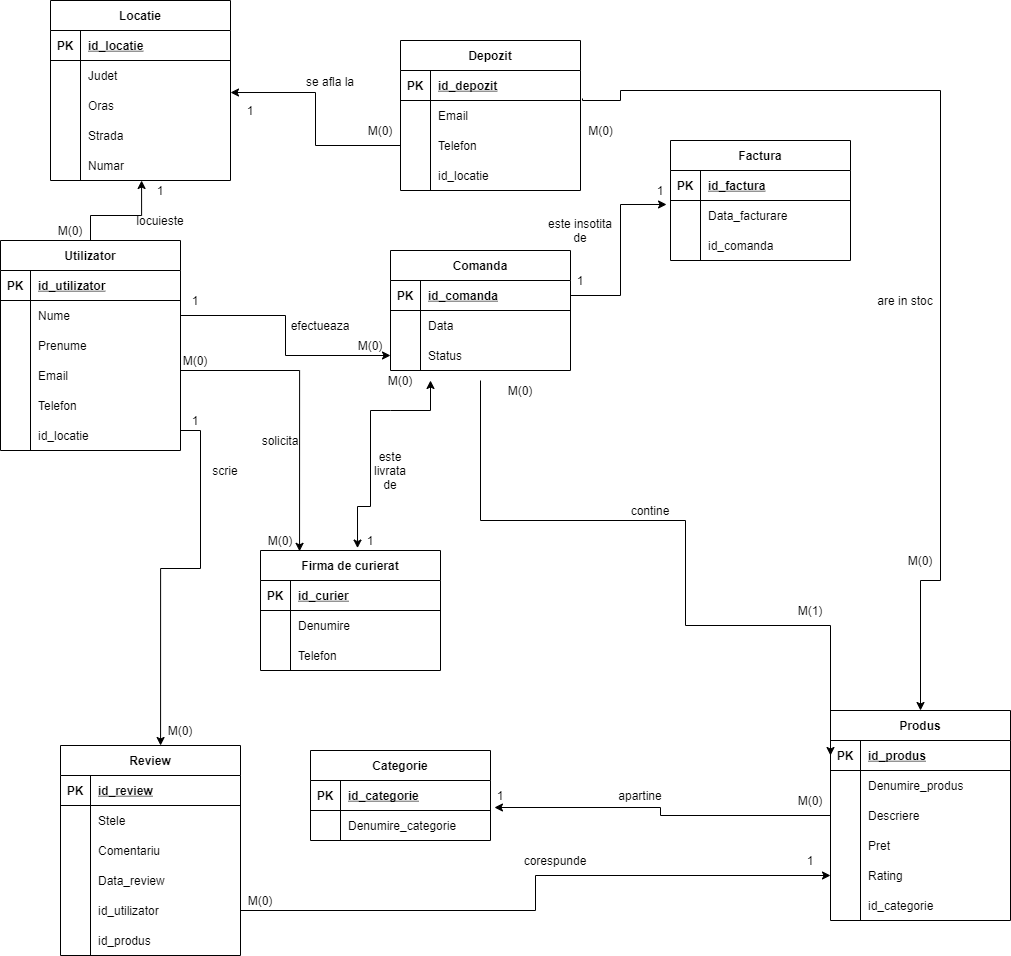 Locatie
PK id_locatie
Judet
Oras
Strada
Numar
Depozit
PK id_depozit
Email
Telefon
id_locatie
se afla la
1
M(0)
M(0)
Factura
PK id_factura
Data_facturare
id_comanda
1
locuieste
M(0)
Utilizator
PK id_utilizator
Nume
Prenume
Email
Telefon
id_locatie
este insotita
de
1
1
Comanda
PK id_comanda
Data
Status
are in stoc
1
efectueaza
M(0)
M(0)
M(0)
M(0)
1
solicita
scrie
este
livrata
de
contine
M(0)
1
Firma de curierat
PK id_curier
Denumire
Telefon
M(0)
M(1)
M(0)
Review
PK id_review
Stele
Comentariu
Data_review
id_utilizator
id_produs
Categorie
PK id_categorie
Denumire_categorie
1
apartine
M(0)
Produs
PK id_produs
Denumire_produs
Descriere
Pret
Rating
id_categorie
corespunde
1
M(0)